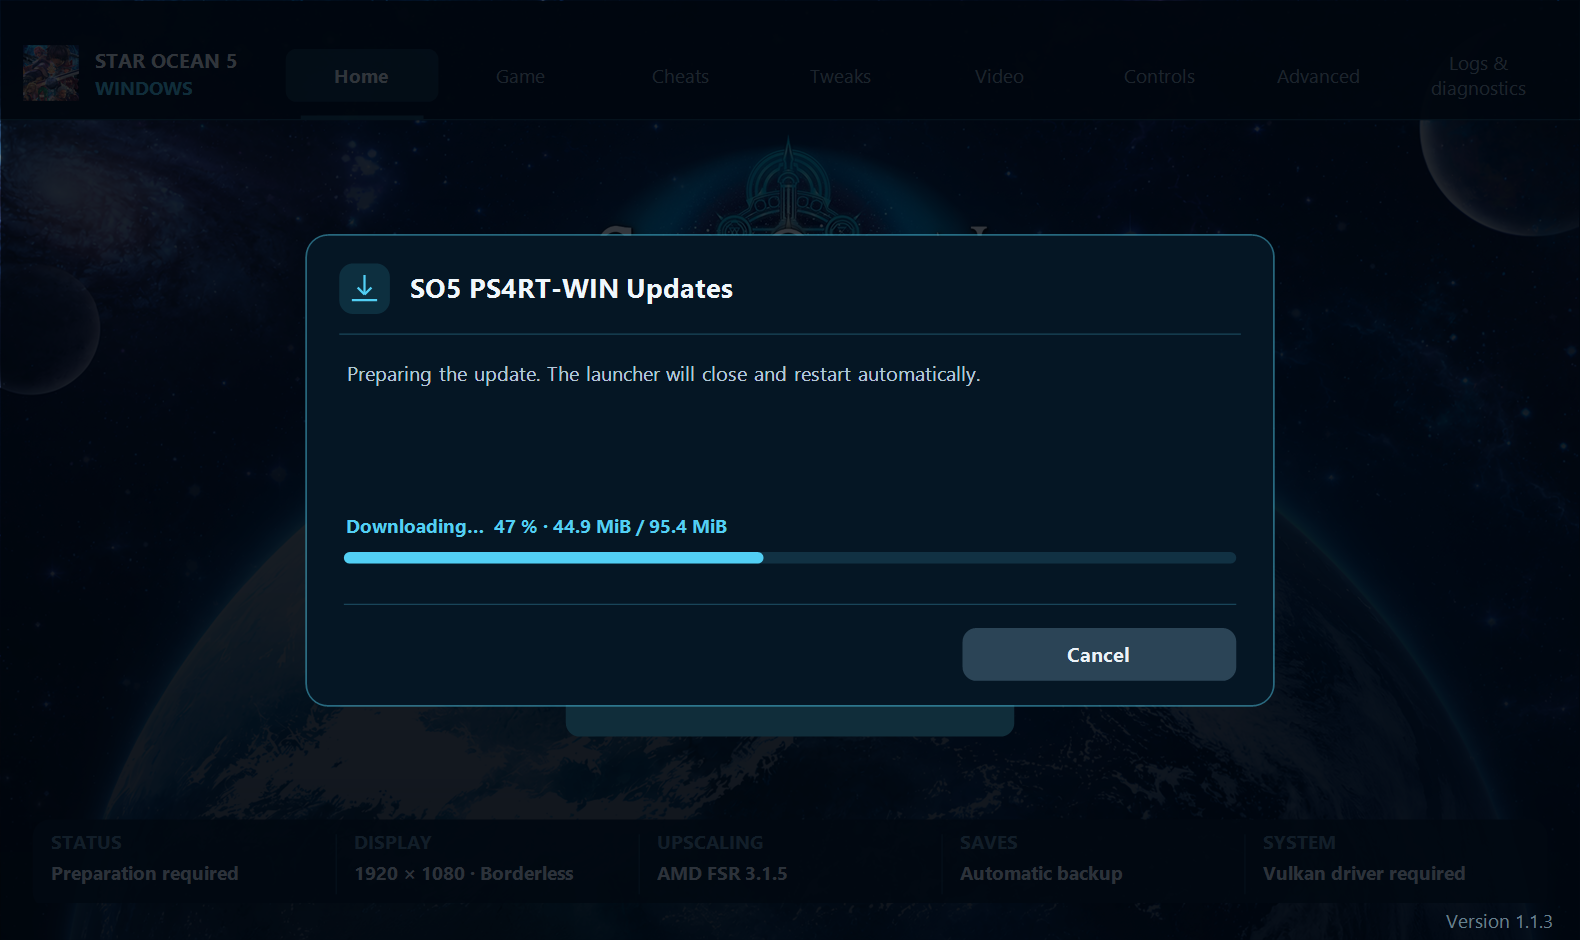 STAR OCEAN 5
WINDOWS
Home
Game
Cheats
Tweaks
Video
Controls
Advanced
Logs &
diagnostics
SO5 PS4RT-WIN Updates
Preparing the update. The launcher will close and restart automatically.
Downloading... 47 % · 44.9 MiB / 95.4 MiB
Cancel
STATUS
Preparation required
DISPLAY
1920 × 1080 · Borderless
UPSCALING
AMD FSR 3.1.5
SAVES
Automatic backup
SYSTEM
Vulkan driver required
Version 1.1.3